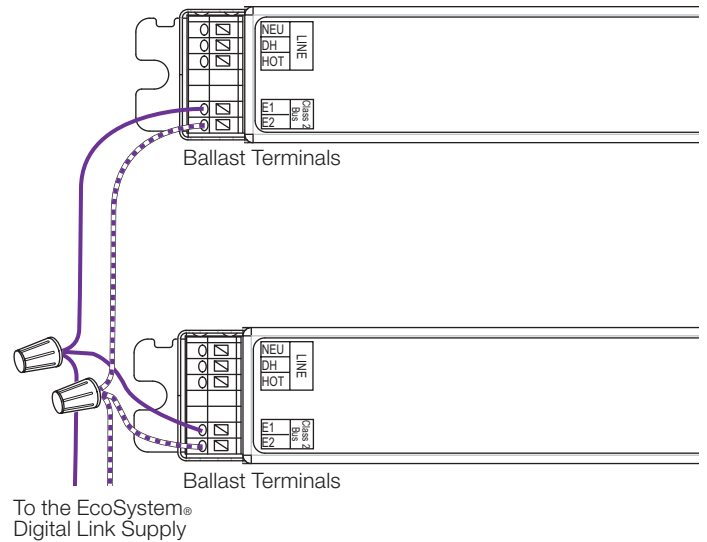 NEU
DH
HOT
LINE
E1
E2
Class 2
Bus
Ballast Terminals
NEU
DH
HOT
LINE
E1
E2
Class 2
Bus
Ballast Terminals
To the EcoSystem®
Digital Link Supply